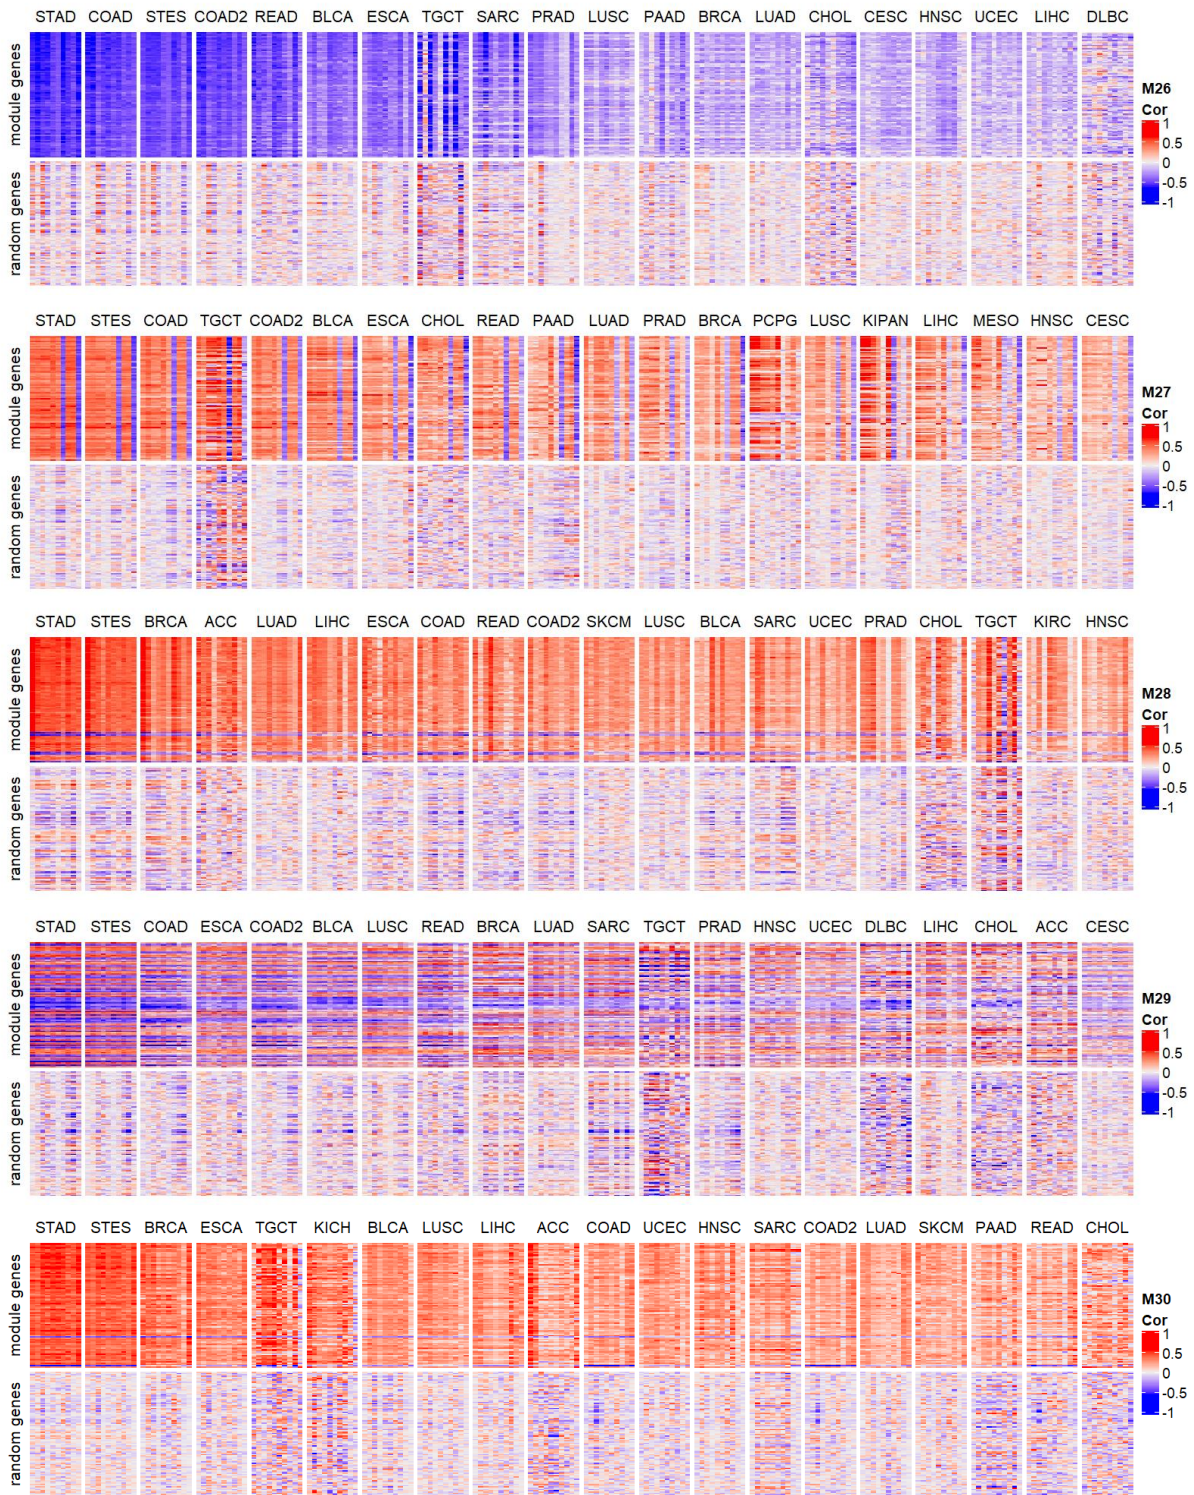 STAD COAD STES COAD2 READ BLCA ESCA TGCT SARC PRAD LUSC PAAD BRCA LUAD CHOL CESC HNSC UCEC LIHC DLBC
module genes
random genes
M26
Cor
1
0.5
0
-0.5
-1
STAD STES COAD TGCT COAD2 BLCA ESCA CHOL READ PAAD LUAD PRAD BRCA PCPG LUSC KIPAN LIHC MESO HNSC CESC
module genes
random genes
M27
Cor
1
0.5
0
-0.5
-1
STAD STES BRCA ACC LUAD LIHC ESCA COAD READ COAD2 SKCM LUSC BLCA SARC UCEC PRAD CHOL TGCT KIRC HNSC
module genes
random genes
M28
Cor
1
0.5
0
-0.5
-1
STAD STES COAD ESCA COAD2 BLCA LUSC READ BRCA LUAD SARC TGCT PRAD HNSC UCEC DLBC LIHC CHOL ACC CESC
module genes
random genes
M29
Cor
1
0.5
0
-0.5
-1
STAD STES BRCA ESCA TGCT KICH BLCA LUSC LIHC ACC COAD UCEC HNSC SARC COAD2 LUAD SKCM PAAD READ CHOL
module genes
random genes
M30
Cor
1
0.5
0
-0.5
-1